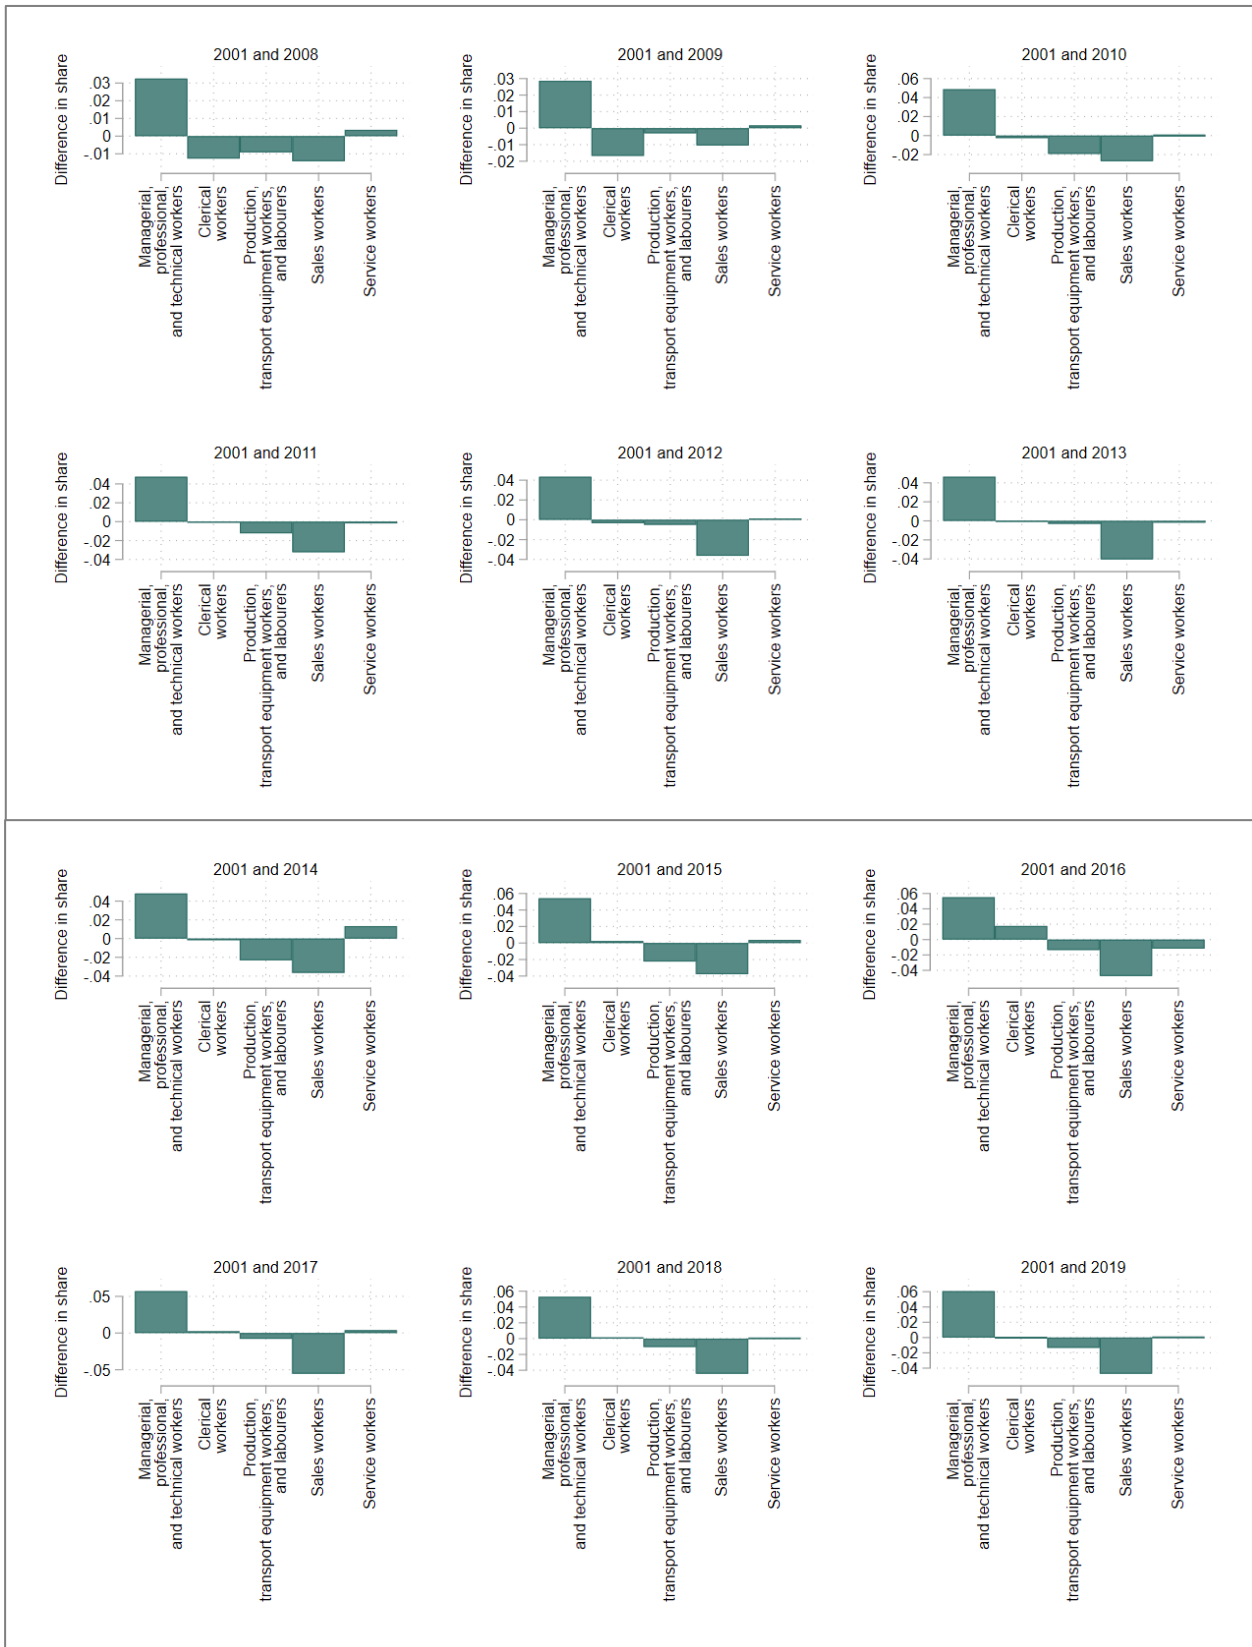 2001 and 2008
Difference in share
.03
.02
.01
0
-.01
Managerial,
professional,
and technical workers
Clerical
workers
Production,
transport equipment workers,
and labourers
Sales workers
Service workers
2001 and 2009
Difference in share
.03
.02
.01
0
-.01
-.02
Managerial,
professional,
and technical workers
Clerical
workers
Production,
transport equipment workers,
and labourers
Sales workers
Service workers
2001 and 2010
Difference in share
.06
.04
.02
0
-.02
Managerial,
professional,
and technical workers
Clerical
workers
Production,
transport equipment workers,
and labourers
Sales workers
Service workers
2001 and 2011
Difference in share
.04
.02
0
-.02
-.04
Managerial,
professional,
and technical workers
Clerical
workers
Production,
transport equipment workers,
and labourers
Sales workers
Service workers
2001 and 2012
Difference in share
.04
.02
0
-.02
-.04
Managerial,
professional,
and technical workers
Clerical
workers
Production,
transport equipment workers,
and labourers
Sales workers
Service workers
2001 and 2013
Difference in share
.04
.02
0
-.02
-.04
Managerial,
professional,
and technical workers
Clerical
workers
Production,
transport equipment workers,
and labourers
Sales workers
Service workers
2001 and 2014
Difference in share
.04
.02
0
-.02
-.04
Managerial,
professional,
and technical workers
Clerical
workers
Production,
transport equipment workers,
and labourers
Sales workers
Service workers
2001 and 2015
Difference in share
.06
.04
.02
0
-.02
-.04
Managerial,
professional,
and technical workers
Clerical
workers
Production,
transport equipment workers,
and labourers
Sales workers
Service workers
2001 and 2016
Difference in share
.06
.04
.02
0
-.02
-.04
Managerial,
professional,
and technical workers
Clerical
workers
Production,
transport equipment workers,
and labourers
Sales workers
Service workers
2001 and 2017
Difference in share
.05
0
-.05
Managerial,
professional,
and technical workers
Clerical
workers
Production,
transport equipment workers,
and labourers
Sales workers
Service workers
2001 and 2018
Difference in share
.06
.04
.02
0
-.02
-.04
Managerial,
professional,
and technical workers
Clerical
workers
Production,
transport equipment workers,
and labourers
Sales workers
Service workers
2001 and 2019
Difference in share
.06
.04
.02
0
-.02
-.04
Managerial,
professional,
and technical workers
Clerical
workers
Production,
transport equipment workers,
and labourers
Sales workers
Service workers